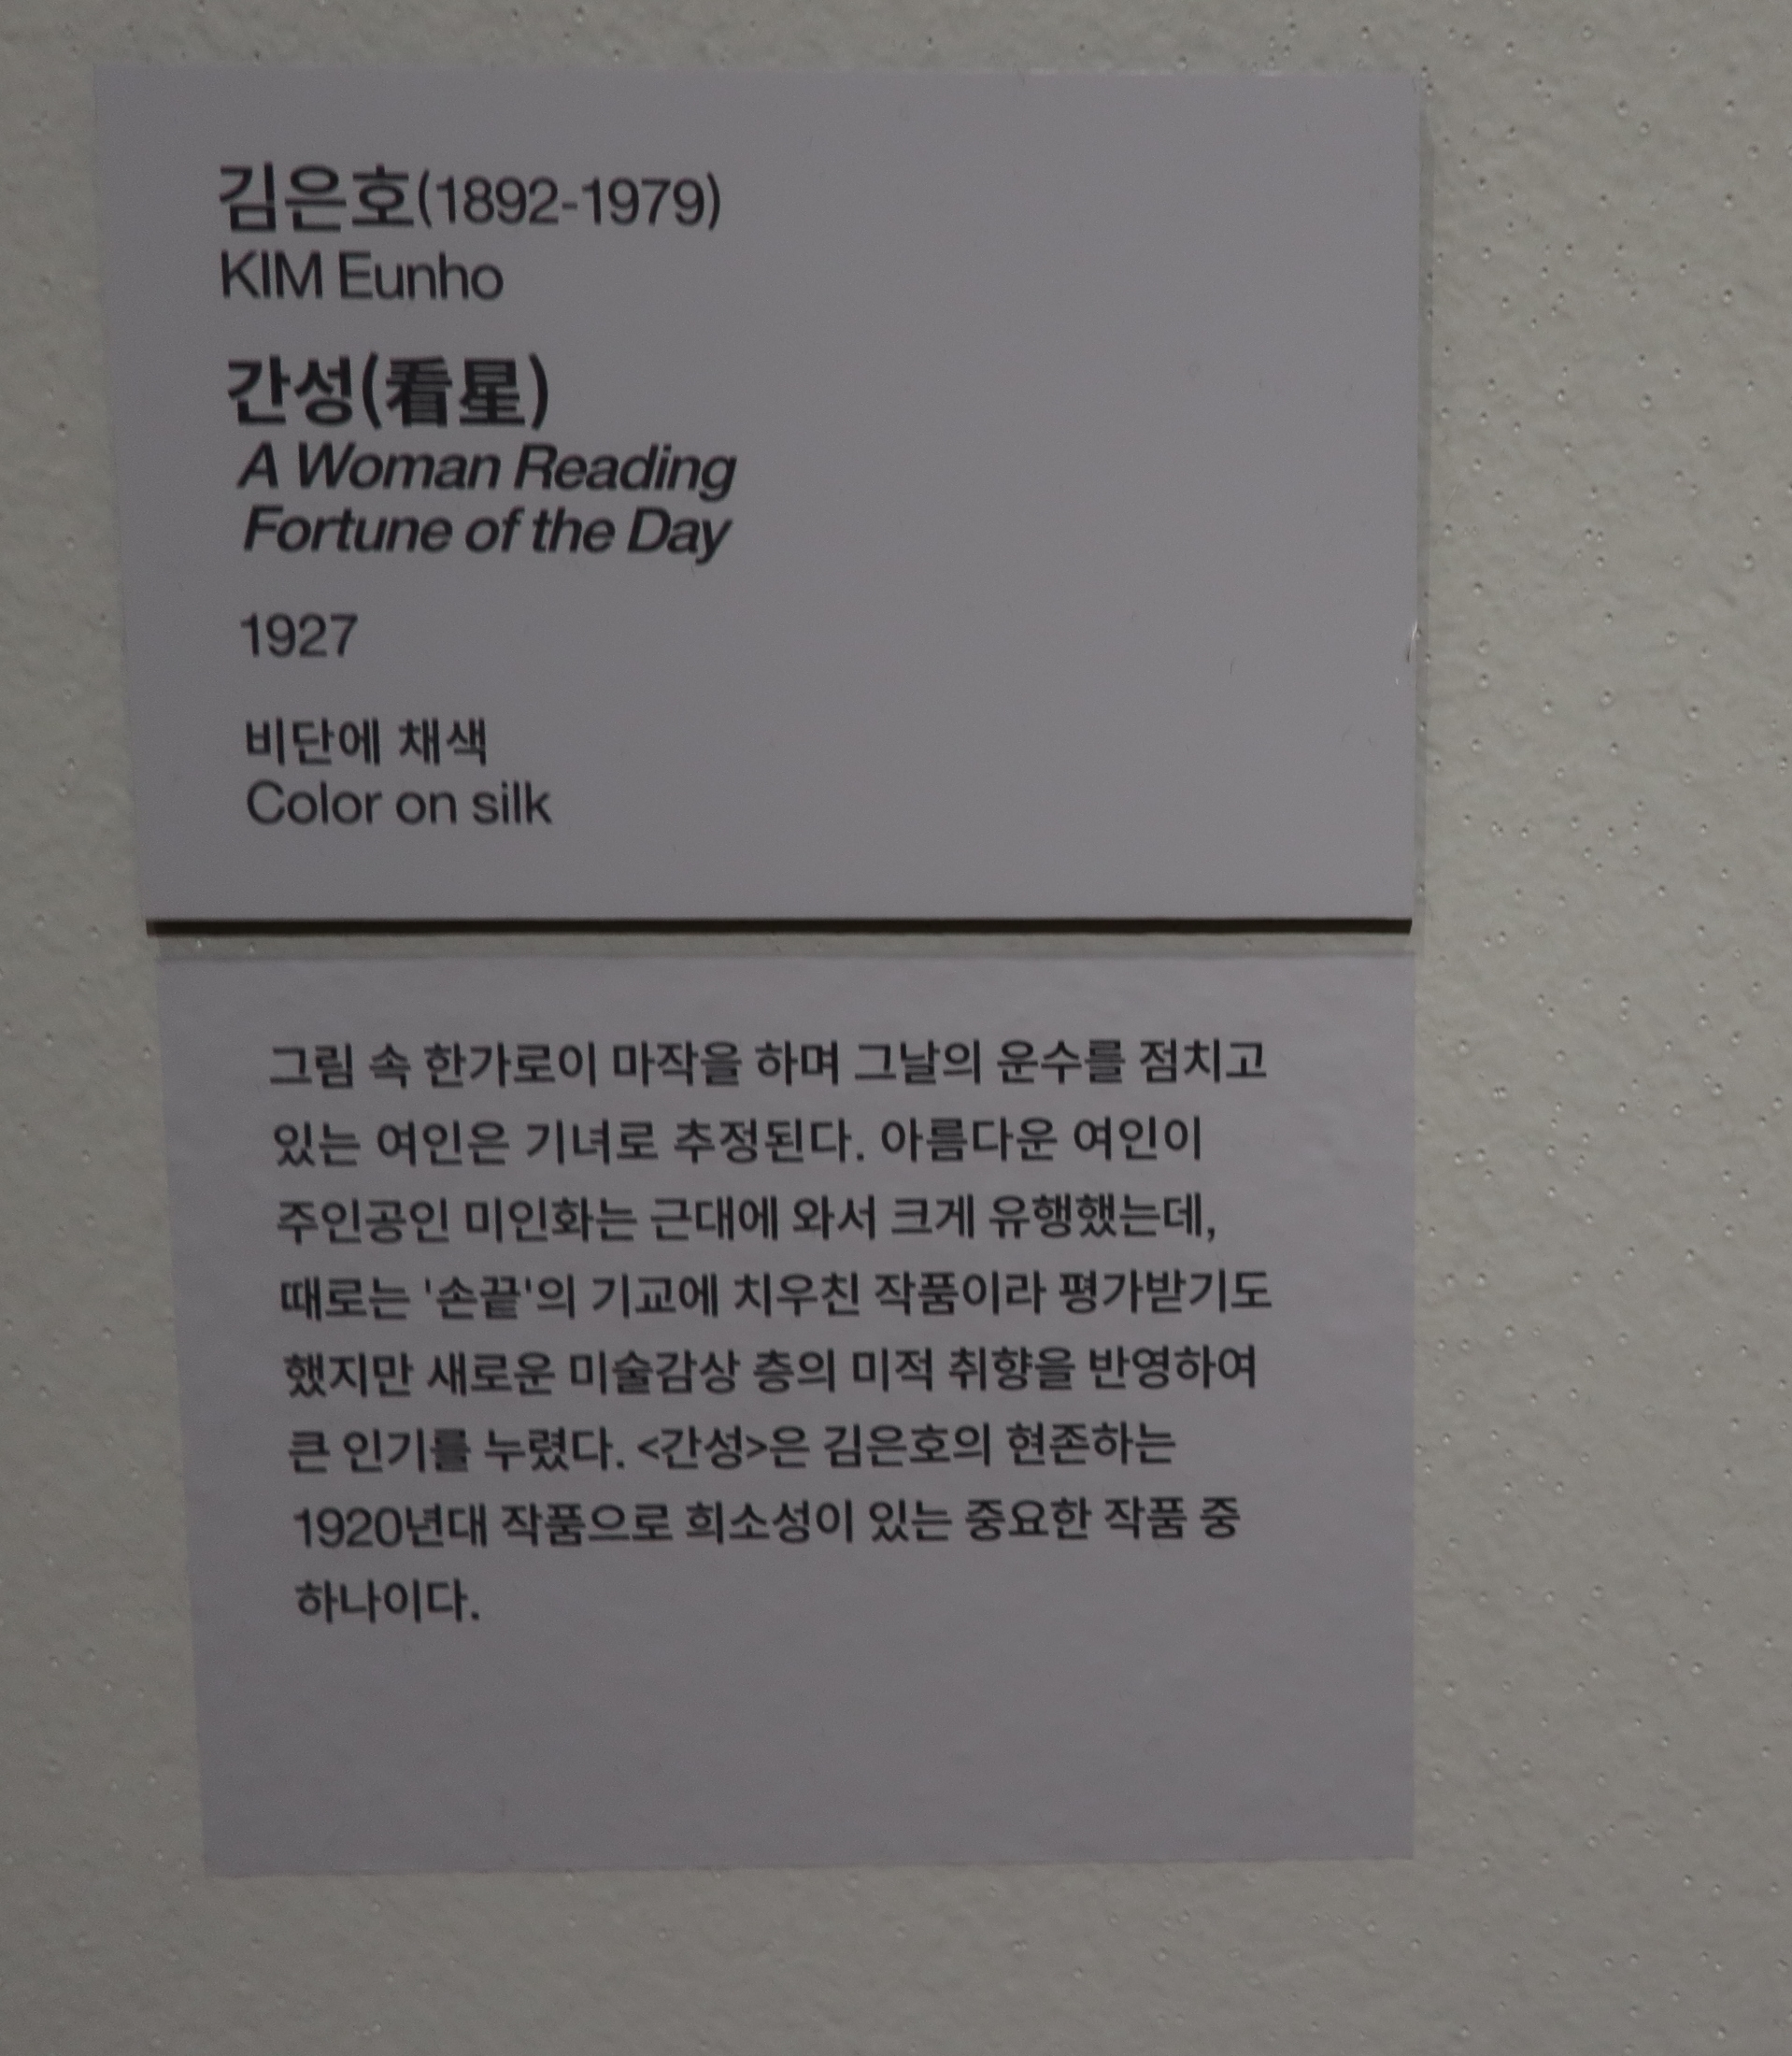 김은호(1892-1979)
KIM Eunho
간성(看星)
A Woman Reading
Fortune of the Day
1927
비단에 채색
Color on silk
그림 속 한가로이 마작을 하며 그날의 운수를 점치고
있는 여인은 기녀로 추정된다. 아름다운 여인이
주인공인 미인화는 근대에 와서 크게 유행했는데,
때로는 '손끝'의 기교에 치우친 작품이라 평가받기도
했지만 새로운 미술감상 층의 미적 취향을 반영하여
큰 인기를 누렸다. <간성>은 김은호의 현존하는
1920년대 작품으로 희소성이 있는 중요한 작품 중
하나이다.